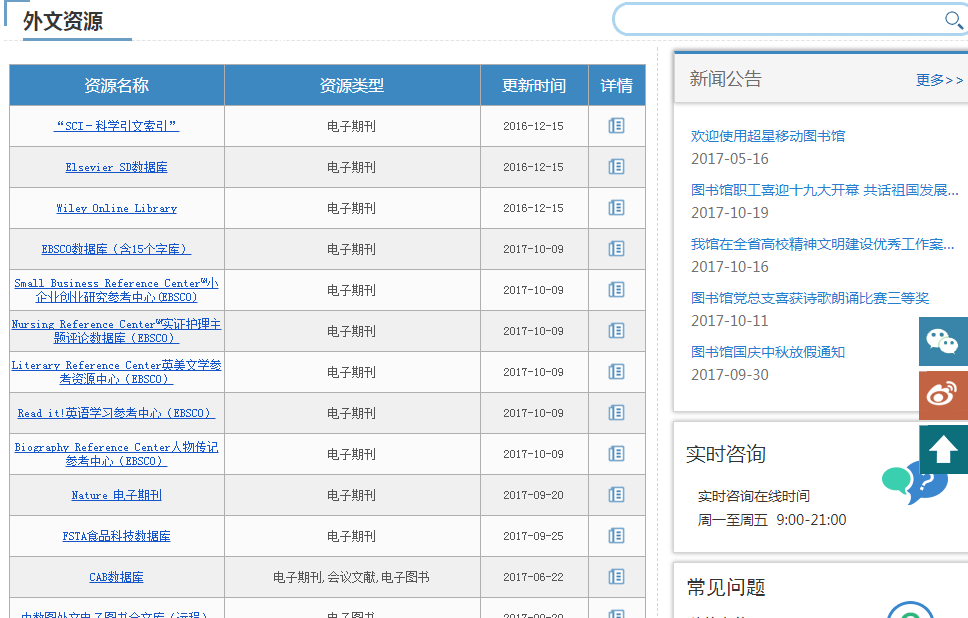 外文资源
资源名称 资源类型 更新时间 详情
“SCI－科学引文索引” 电子期刊 2016-12-15
Elsevier SD数据库 电子期刊 2016-12-15
Wiley Online Library 电子期刊 2016-12-15
EBSCO数据库（含15个字库） 电子期刊 2017-10-09
Small Business Reference Center℠小
企业创业研究参考中心(EBSCO) 电子期刊 2017-10-09
Nursing Reference Center℠实证护理主
题评论数据库（EBSCO） 电子期刊 2017-10-09
Literary Reference Center英美文学参
考资源中心（EBSCO） 电子期刊 2017-10-09
Read it!英语学习参考中心（EBSCO） 电子期刊 2017-10-09
Biography Reference Center人物传记
参考中心（EBSCO） 电子期刊 2017-10-09
Nature 电子期刊 电子期刊 2017-09-20
FSTA食品科技数据库 电子期刊 2017-09-25
CAB数据库 电子期刊,会议文献,电子图书 2017-06-22
新闻公告 更多>>
欢迎使用超星移动图书馆
2017-05-16
图书馆职工喜迎十九大开幕 共话祖国发展...
2017-10-19
我馆在全省高校精神文明建设优秀工作案...
2017-10-16
图书馆党总支喜获诗歌朗诵比赛三等奖
2017-10-11
图书馆国庆中秋放假通知
2017-09-30
实时咨询
实时咨询在线时间
周一至周五 9:00-21:00
常见问题